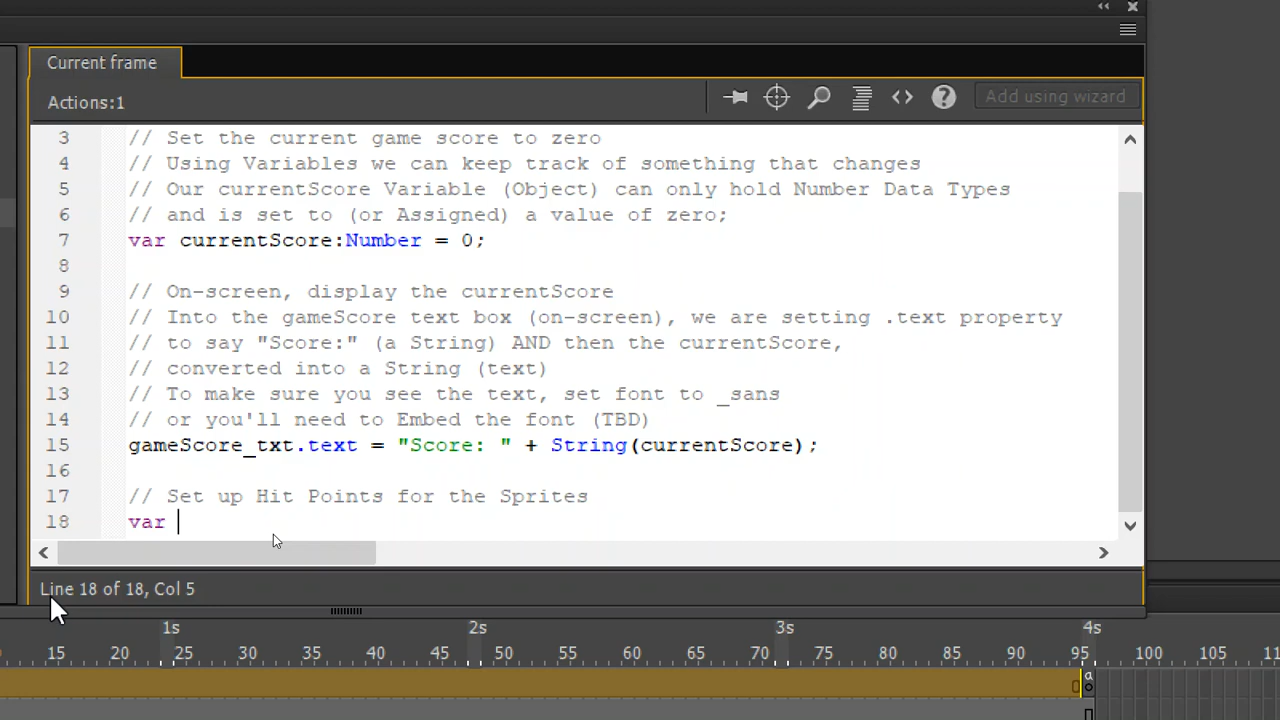 Current frame
Actions:1
Add using wizard
3 // Set the current game score to zero
4 // Using Variables we can keep track of something that changes
5 // Our currentScore Variable (Object) can only hold Number Data Types
6 // and is set to (or Assigned) a value of zero;
7 var currentScore:Number = 0;
8
9 // On-screen, display the currentScore
10 // Into the gameScore text box (on-screen), we are setting .text property
11 // to say "Score:" (a String) AND then the currentScore,
12 // converted into a String (text)
13 // To make sure you see the text, set font to _sans
14 // or you'll need to Embed the font (TBD)
15 gameScore_txt.text = "Score: " + String(currentScore);
16
17 // Set up Hit Points for the Sprites
18 var
Line 18 of 18, Col 5
1s 2s 3s 4s
15 20 25 30 35 40 45 50 55 60 65 70 75 80 85 90 95 100 105
a